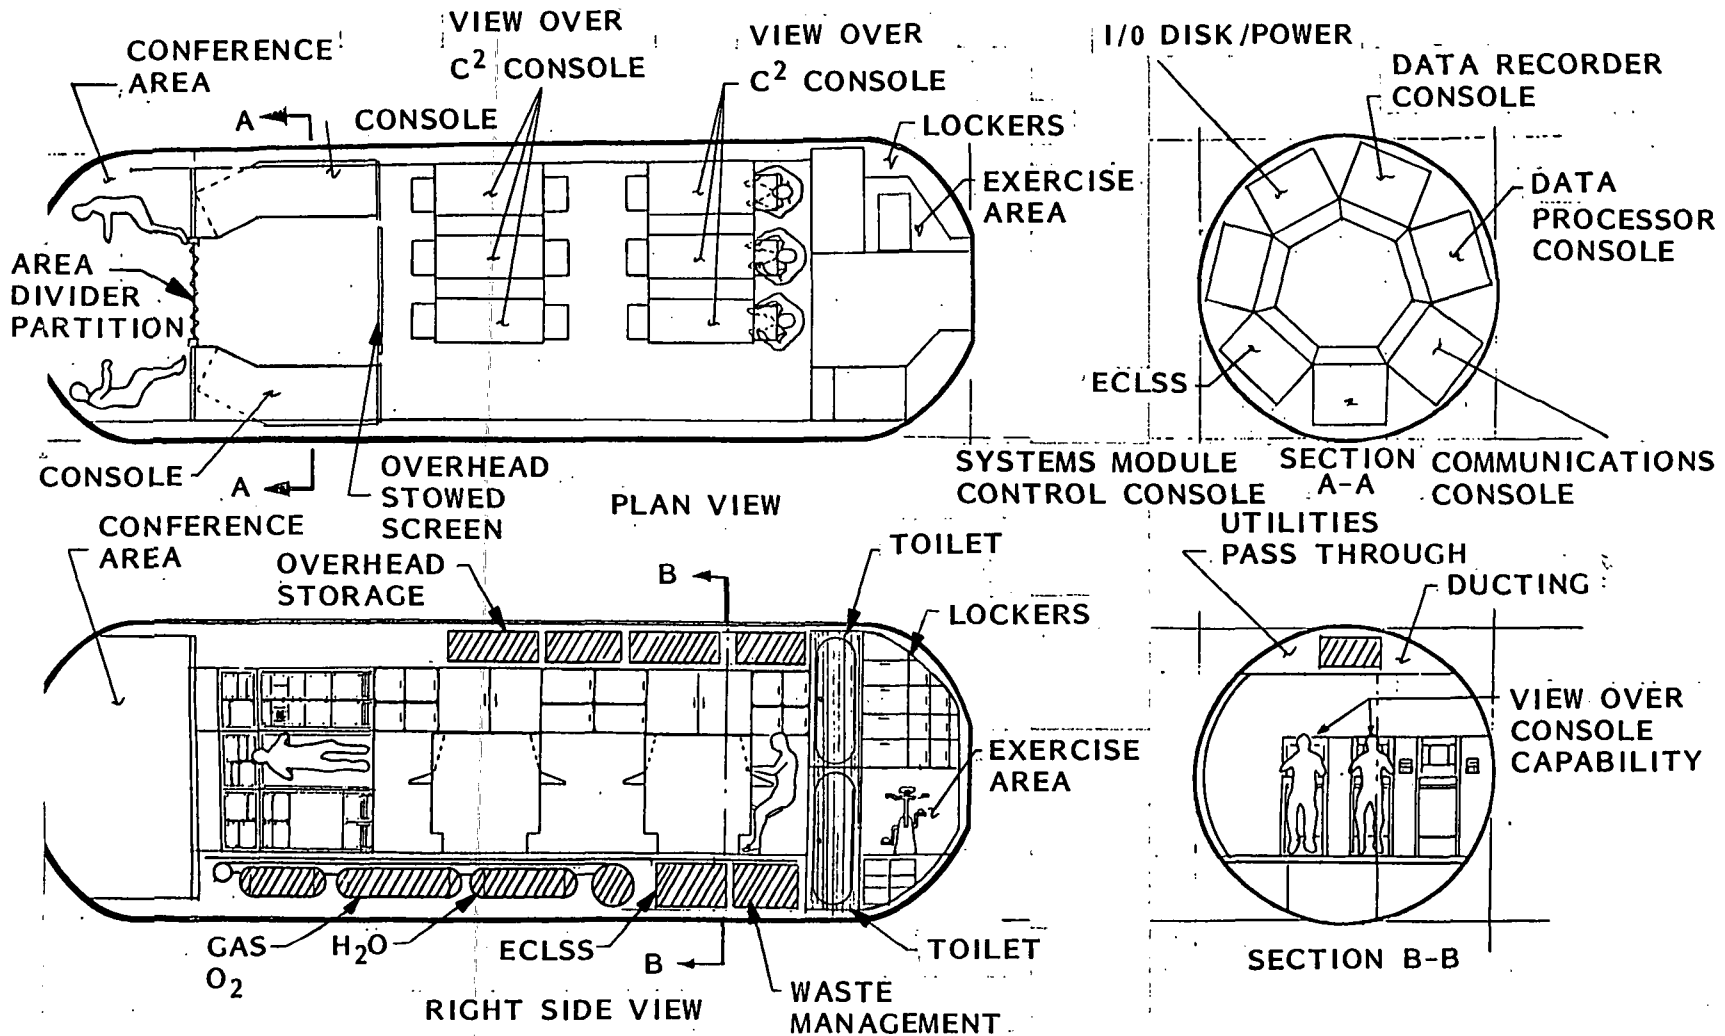 CONFERENCE
AREA
VIEW OVER
C² CONSOLE
VIEW OVER
C² CONSOLE
A
CONSOLE
LOCKERS
EXERCISE
AREA
AREA
DIVIDER
PARTITION
CONSOLE
A
OVERHEAD
STOWED
SCREEN
PLAN VIEW
I/O DISK/POWER
DATA RECORDER
CONSOLE
DATA
PROCESSOR
CONSOLE
ECLSS
SYSTEMS MODULE
CONTROL CONSOLE
SECTION
A-A
COMMUNICATIONS
CONSOLE
CONFERENCE
AREA
OVERHEAD
STORAGE
B
TOILET
LOCKERS
EXERCISE
AREA
GAS
O₂
H₂O
ECLSS
B
TOILET
WASTE
MANAGEMENT
RIGHT SIDE VIEW
UTILITIES
PASS THROUGH
DUCTING
VIEW OVER
CONSOLE
CAPABILITY
SECTION B-B